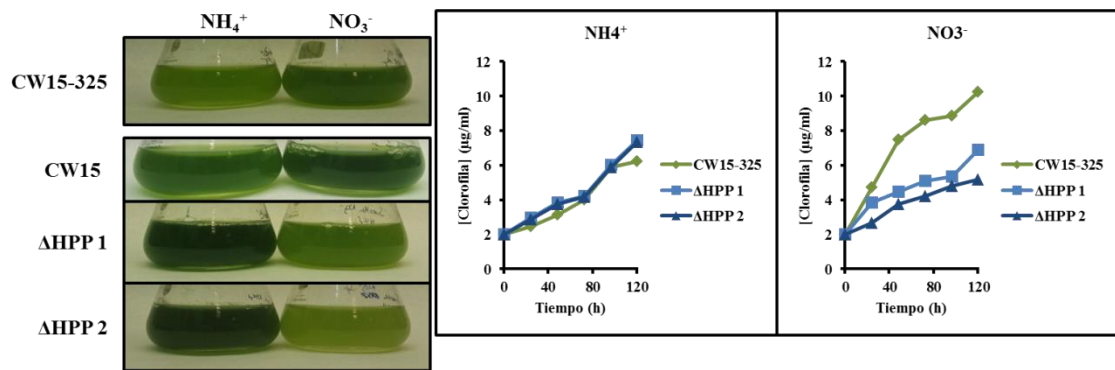 NH₄⁺ NO₃⁻
CW15-325
CW15
ΔHPP 1
ΔHPP 2
NH4⁺
[Clorofila] (µg/ml)
12
10
8
6
4
2
0
0 40 80 120
Tiempo (h)
CW15-325
ΔHPP 1
ΔHPP 2
NO3⁻
[Clorofila] (µg/ml)
12
10
8
6
4
2
0
0 40 80 120
Tiempo (h)
CW15-325
ΔHPP 1
ΔHPP 2